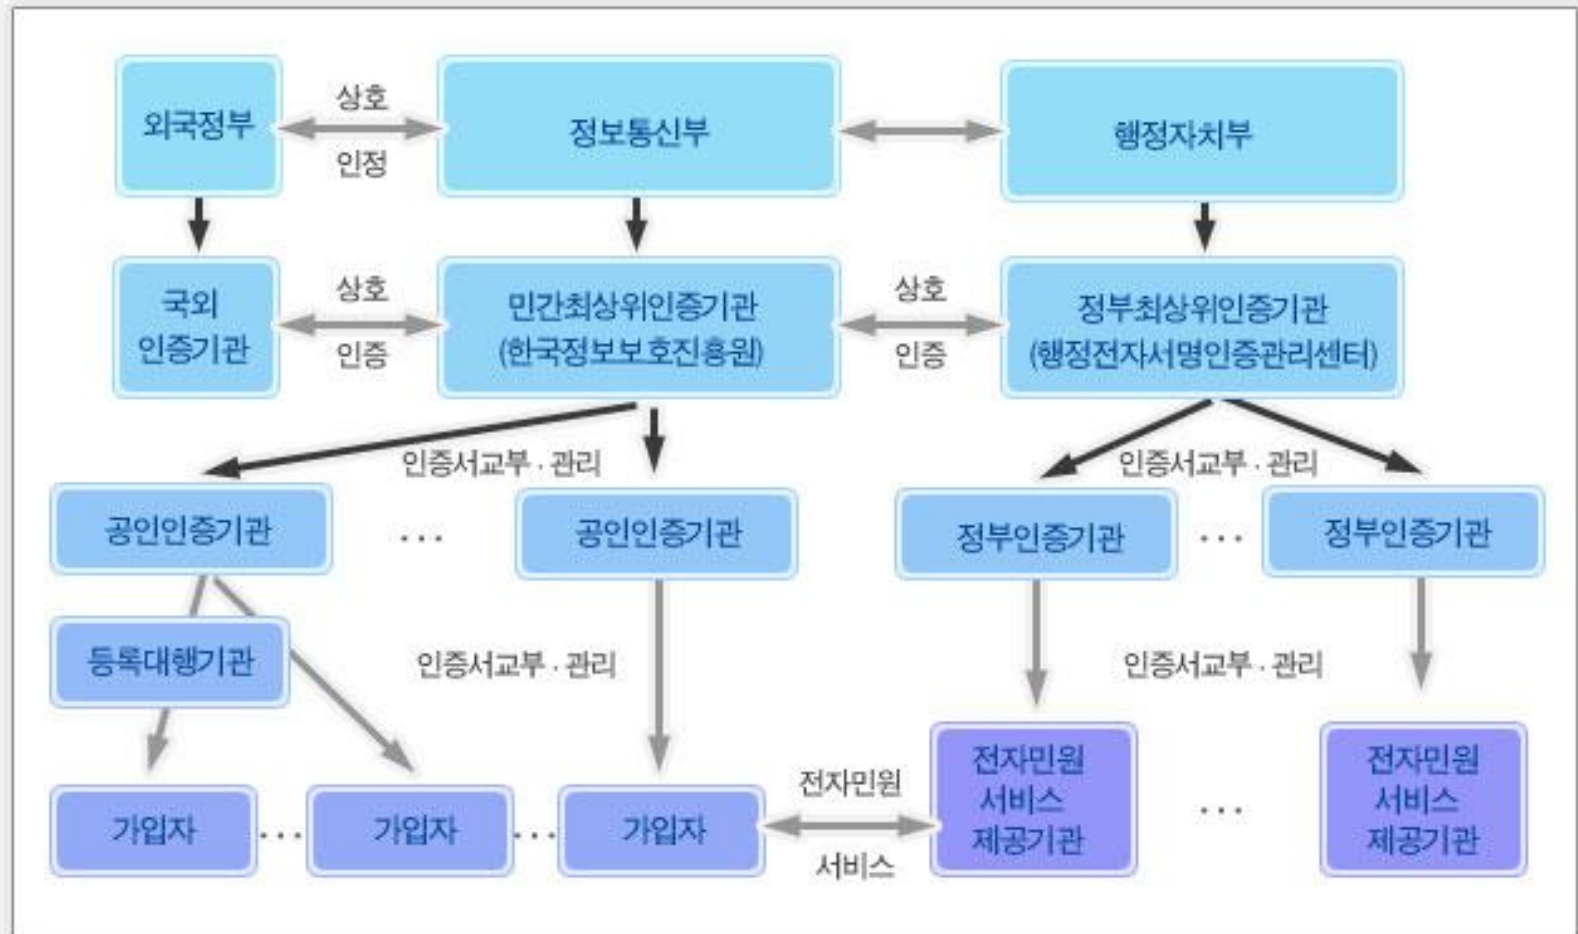 외국정부
상호
인정
정보통신부
행정자치부
국외
인증기관
상호
인증
민간최상위인증기관
(한국정보보호진흥원)
상호
인증
정부최상위인증기관
(행정전자서명인증관리센터)
인증서교부 · 관리
인증서교부 · 관리
공인인증기관
...
공인인증기관
정부인증기관
...
정부인증기관
등록대행기관
인증서교부 · 관리
인증서교부 · 관리
가입자
...
가입자
...
가입자
전자민원
서비스
전자민원
서비스
제공기관
...
전자민원
서비스
제공기관